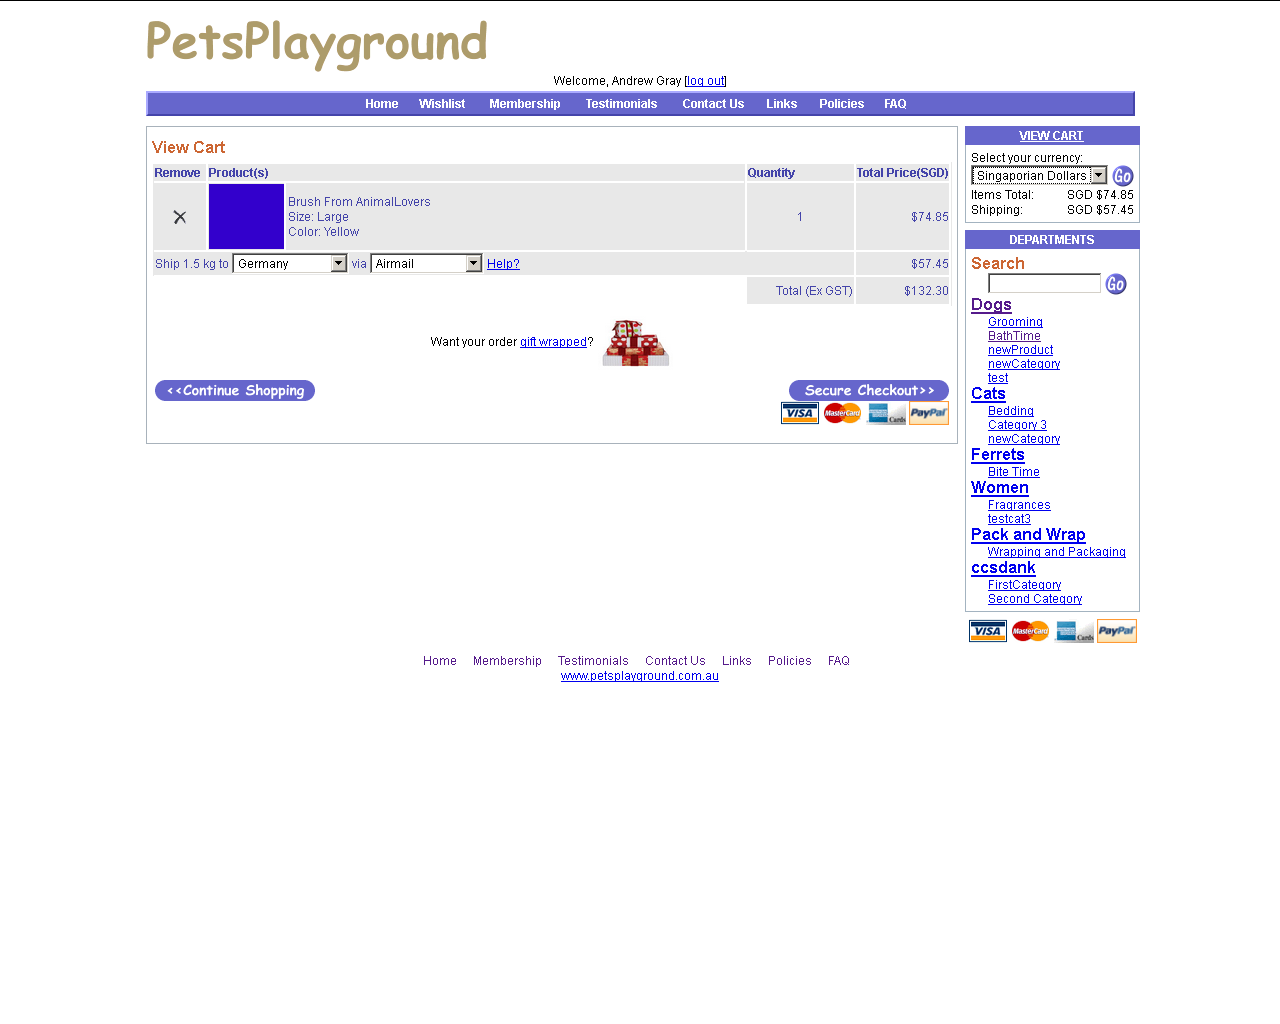 PetsPlayground
Welcome, Andrew Gray [log out]
Home Wishlist Membership Testimonials Contact Us Links Policies FAQ
View Cart
Remove Product(s) Quantity Total Price(SGD)
Brush From AnimalLovers
Size: Large
Color: Yellow
1 $74.85
Ship 1.5 kg to Germany via Airmail Help? $57.45
Total (Ex GST) $132.30
Want your order gift wrapped?
<<Continue Shopping Secure Checkout>>
VISA MasterCard AMERICAN EXPRESS Cards PayPal
VIEW CART
Select your currency:
Singaporian Dollars Go
Items Total: SGD $74.85
Shipping: SGD $57.45
DEPARTMENTS
Search
Go
Dogs
Grooming
BathTime
newProduct
newCategory
test
Cats
Bedding
Category 3
newCategory
Ferrets
Bite Time
Women
Fragrances
testcat3
Pack and Wrap
Wrapping and Packaging
ccsdank
FirstCategory
Second Category
VISA MasterCard AMERICAN EXPRESS Cards PayPal
Home Membership Testimonials Contact Us Links Policies FAQ
www.petsplayground.com.au